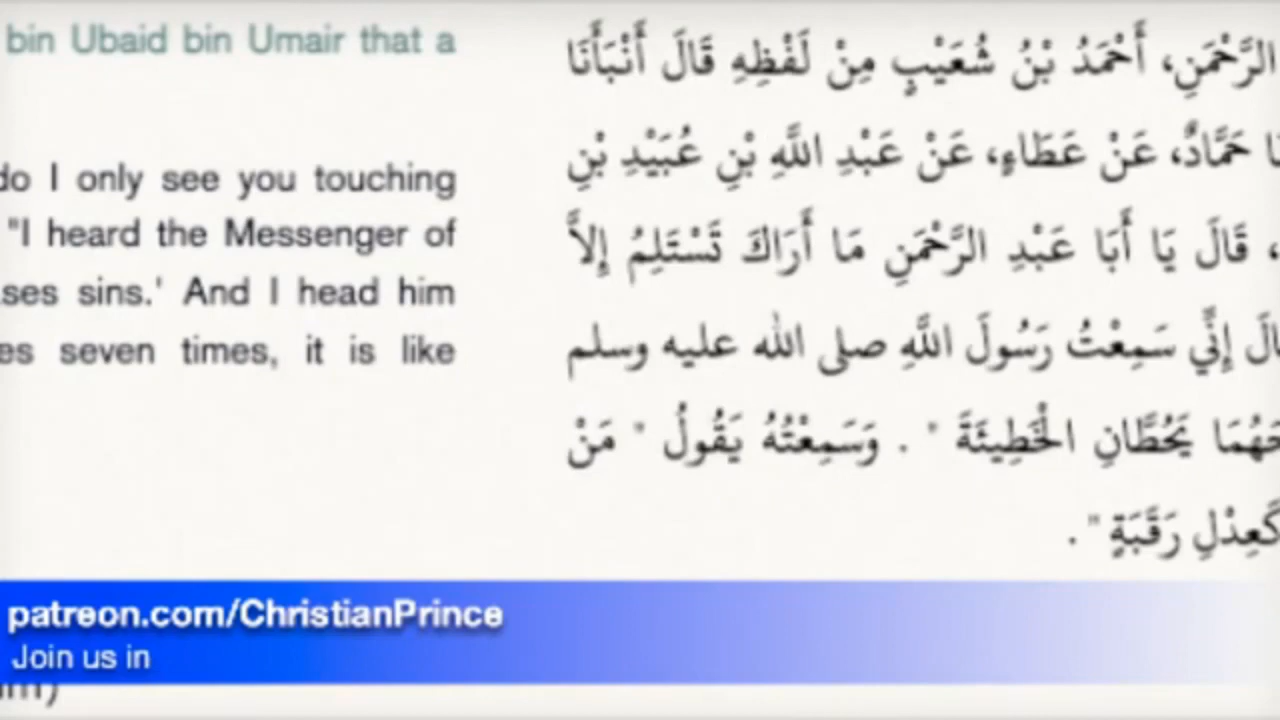 bin Ubaid bin Umair that a
do I only see you touching
"I heard the Messenger of
ses sins.' And I head him
es seven times, it is like
الرَّحْمَنِ، أَحْمَدُ بْنُ شُعَيْبٍ مِنْ لَفْظِهِ قَالَ أَنْبَأَنَا
حَمَّادٌ، عَنْ عَطَاءٍ، عَنْ عَبْدِ اللَّهِ بْنِ عُبَيْدِ بْنِ
، قَالَ يَا أَبَا عَبْدِ الرَّحْمَنِ مَا أَرَاكَ تَسْتَلِمُ إِلاَّ
إِنِّي سَمِعْتُ رَسُولَ اللَّهِ صلى الله عليه وسلم
يَحُطَّانِ الْخَطِيئَةَ " . وَسَمِعْتُهُ يَقُولُ " مَنْ
كَعِدْلِ رَقَبَةٍ " .
patreon.com/ChristianPrince
Join us in